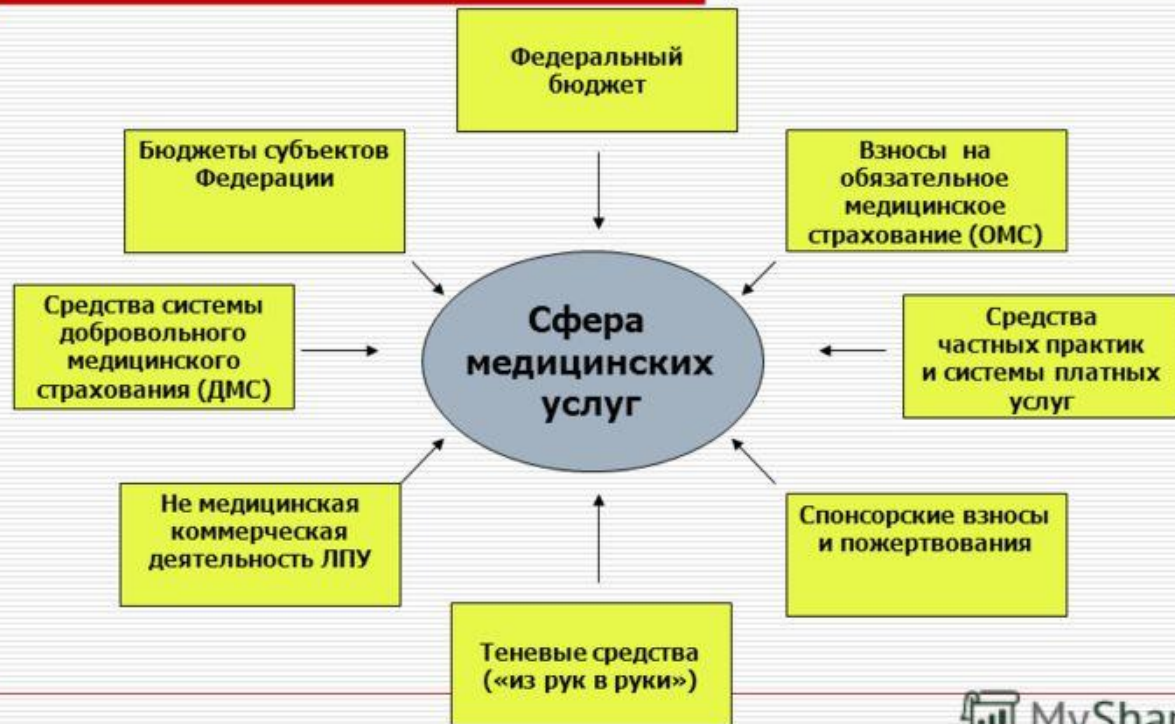 Федеральный
бюджет
Бюджеты субъектов
Федерации
Взносы на
обязательное
медицинское
страхование (ОМС)
Средства системы
добровольного
медицинского
страхования (ДМС)
Сфера
медицинских
услуг
Средства
частных практик
и системы платных
услуг
Не медицинская
коммерческая
деятельность ЛПУ
Спонсорские взносы
и пожертвования
Теневые средства
(«из рук в руки»)
MyShar